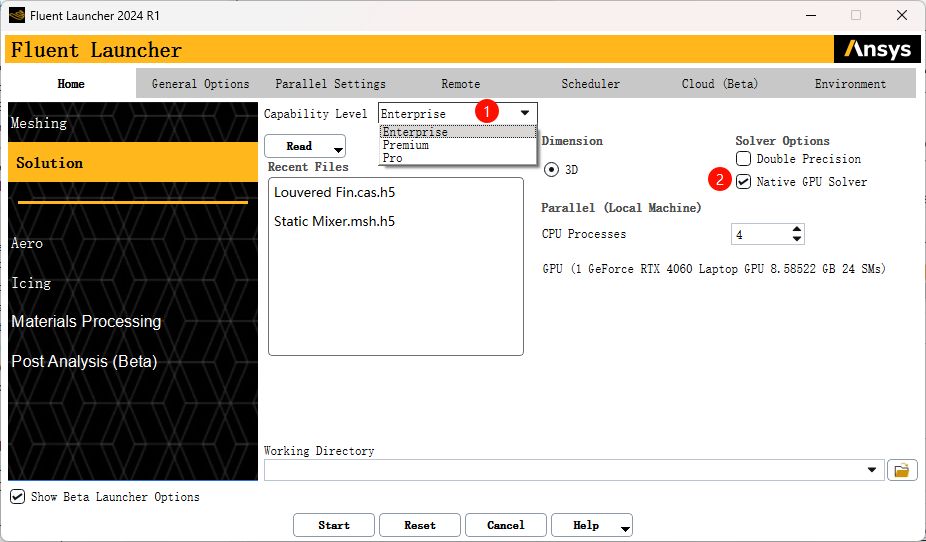 Fluent Launcher 2024 R1
Fluent Launcher
Ansys
Home
General Options
Parallel Settings
Remote
Scheduler
Cloud (Beta)
Environment
Meshing
Solution
Aero
Icing
Materials Processing
Post Analysis (Beta)
Capability Level
Enterprise
1
Enterprise
Premium
Pro
Read
Recent Files
Louvered Fin.cas.h5
Static Mixer.msh.h5
Dimension
3D
Solver Options
Double Precision
2
Native GPU Solver
Parallel (Local Machine)
CPU Processes
4
GPU (1 GeForce RTX 4060 Laptop GPU 8.58522 GB 24 SMs)
Working Directory
Show Beta Launcher Options
Start
Reset
Cancel
Help